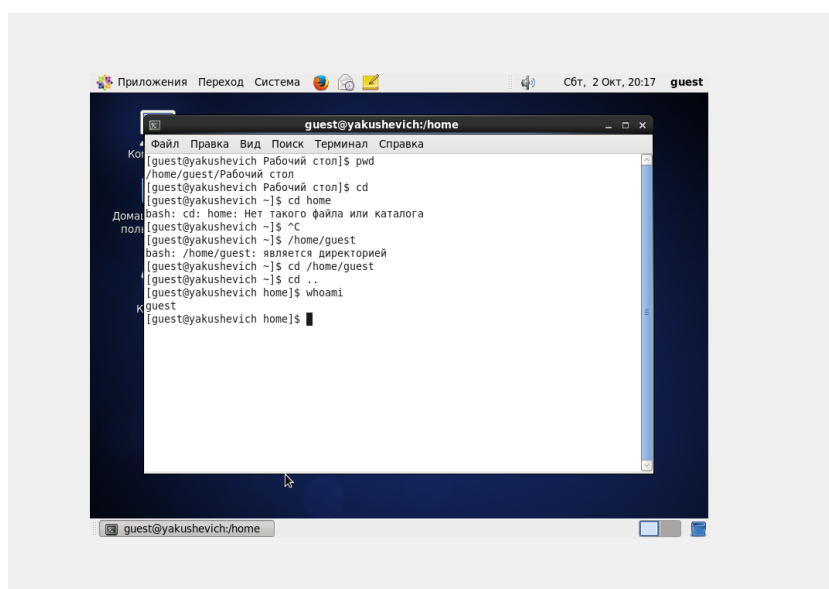 Приложения Переход Система Сбт, 2 Окт, 20:17 guest
guest@yakushevich:/home
Файл Правка Вид Поиск Терминал Справка
[guest@yakushevich Рабочий стол]$ pwd
/home/guest/Рабочий стол
[guest@yakushevich Рабочий стол]$ cd
[guest@yakushevich ~]$ cd home
bash: cd: home: Нет такого файла или каталога
[guest@yakushevich ~]$ ^C
[guest@yakushevich ~]$ /home/guest
bash: /home/guest: является директорией
[guest@yakushevich ~]$ cd /home/guest
[guest@yakushevich ~]$ cd ..
[guest@yakushevich home]$ whoami
guest
[guest@yakushevich home]$
guest@yakushevich:/home